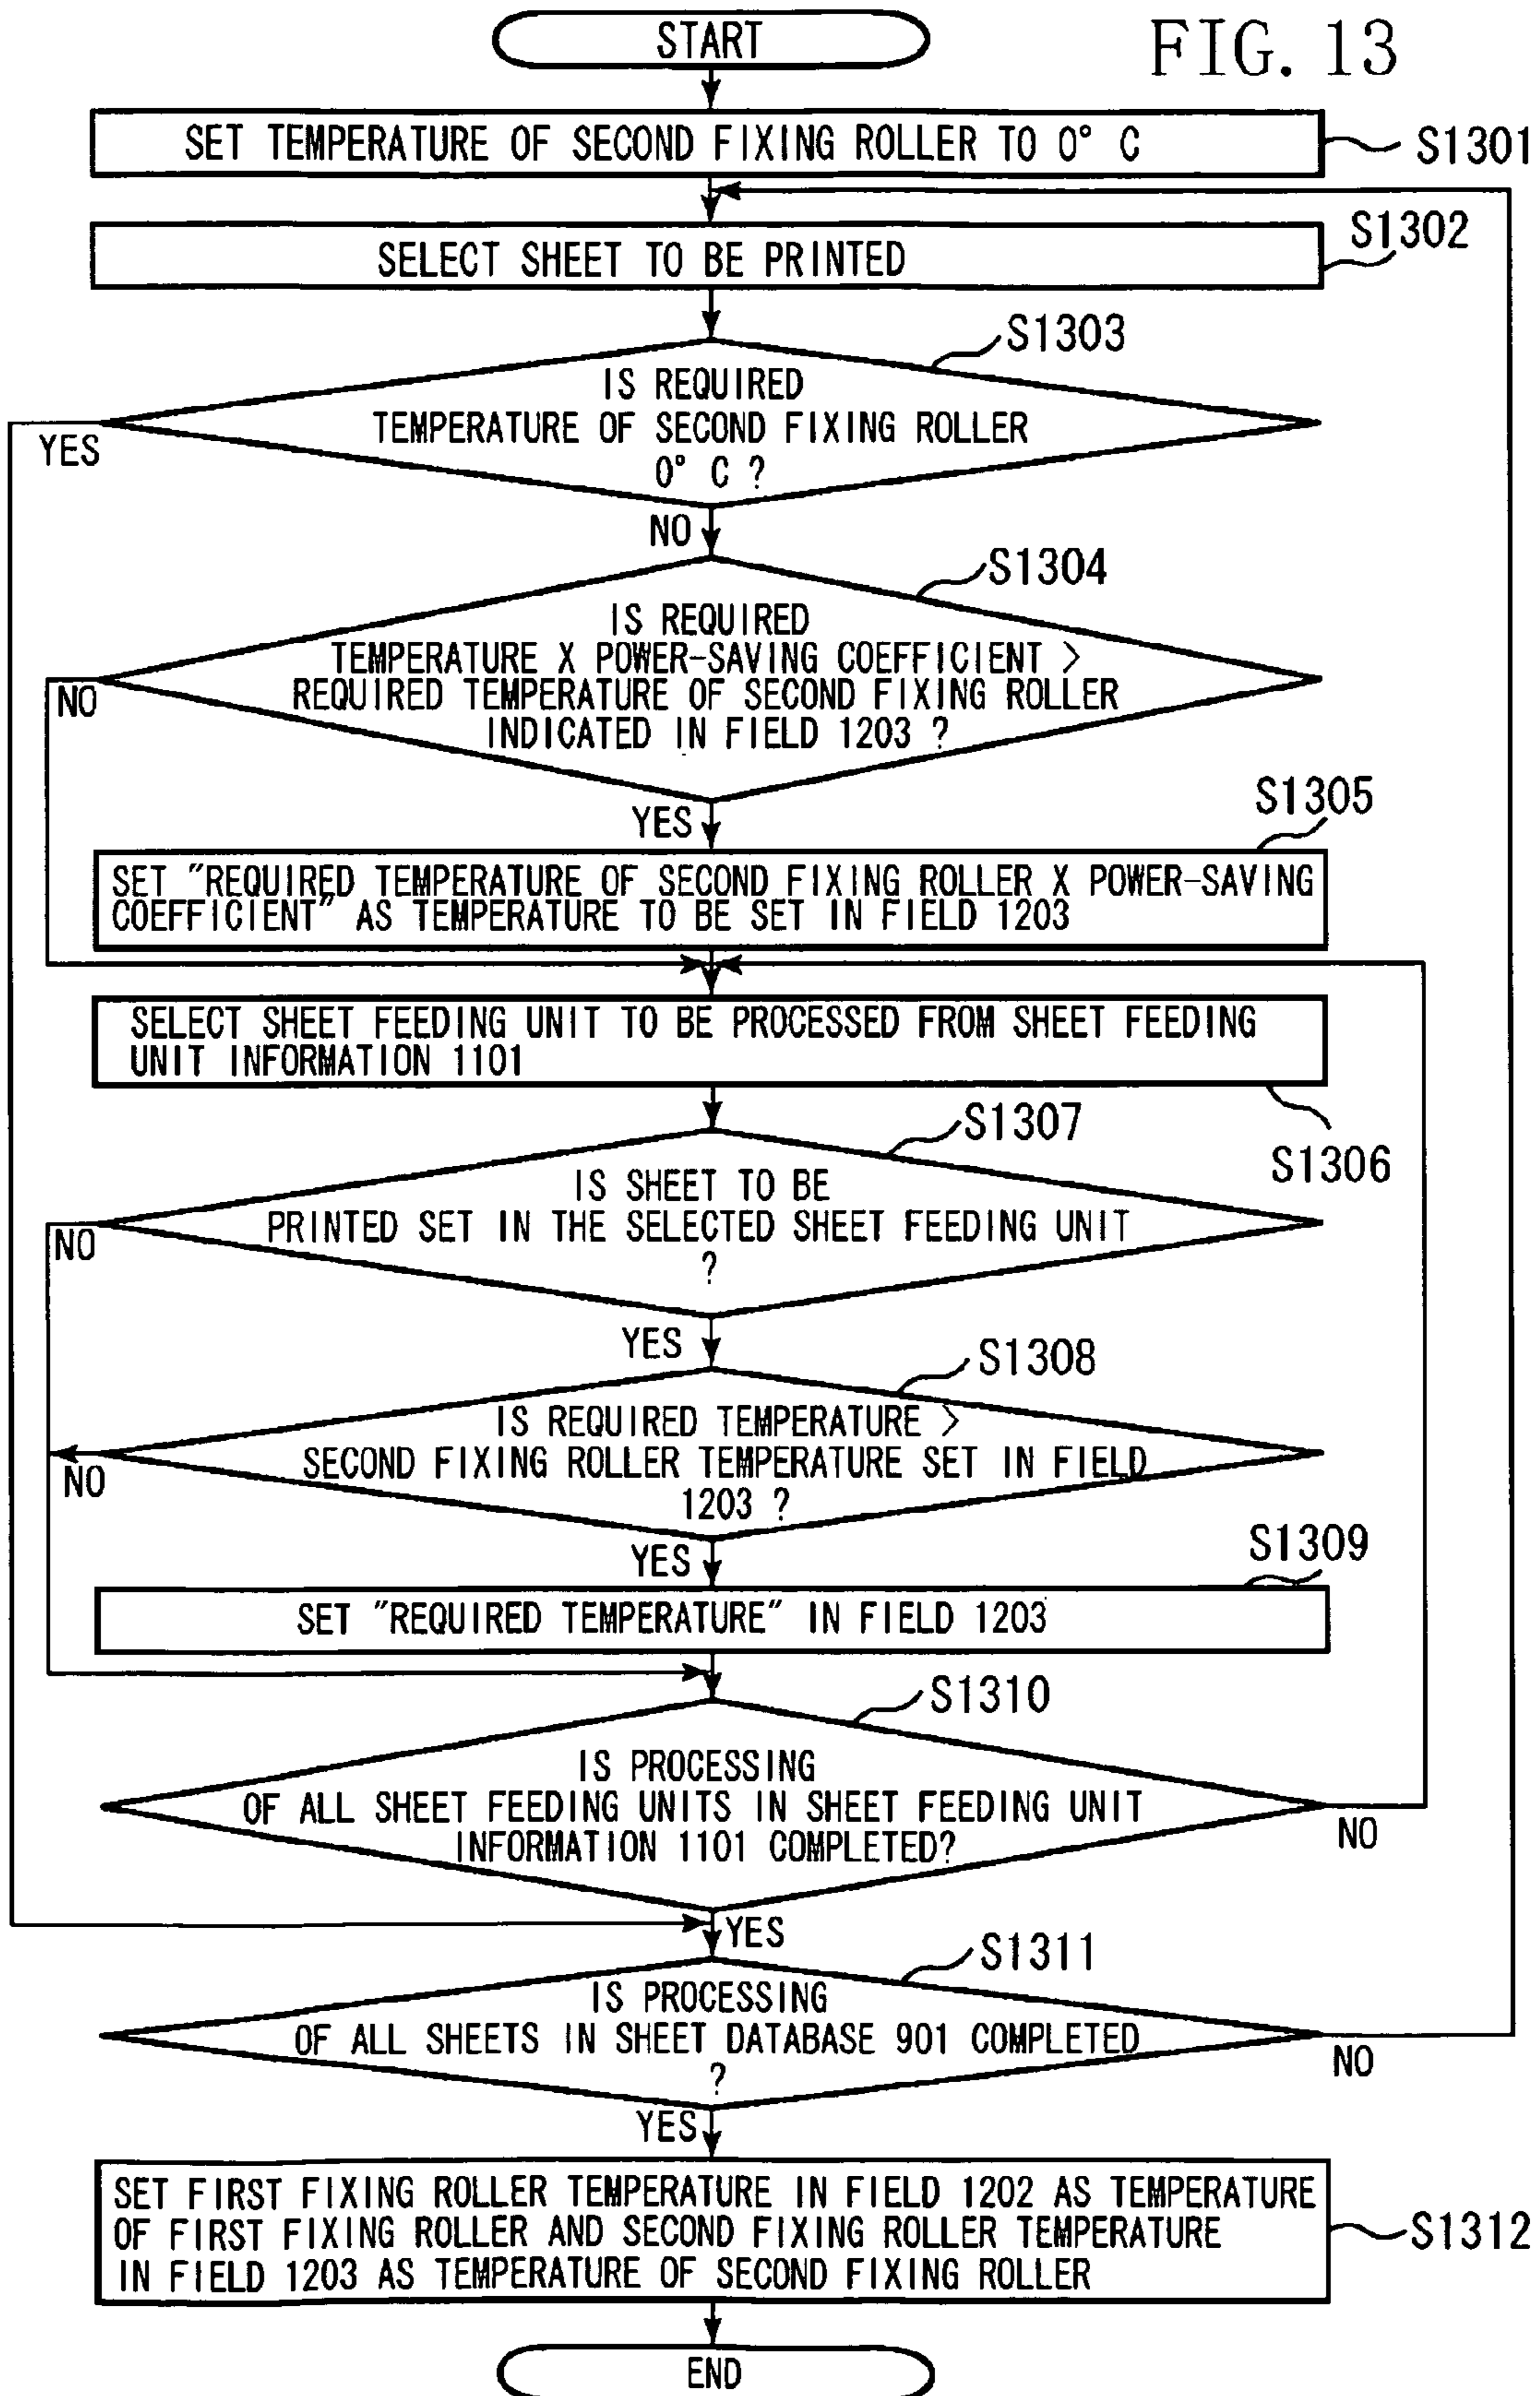 START
FIG. 13
SET TEMPERATURE OF SECOND FIXING ROLLER TO 0° C
S1301
SELECT SHEET TO BE PRINTED
S1302
S1303
IS REQUIRED
TEMPERATURE OF SECOND FIXING ROLLER
0° C ?
YES
NO
S1304
IS REQUIRED
TEMPERATURE X POWER-SAVING COEFFICIENT >
REQUIRED TEMPERATURE OF SECOND FIXING ROLLER
INDICATED IN FIELD 1203 ?
NO
YES
S1305
SET "REQUIRED TEMPERATURE OF SECOND FIXING ROLLER X POWER-SAVING
COEFFICIENT" AS TEMPERATURE TO BE SET IN FIELD 1203
SELECT SHEET FEEDING UNIT TO BE PROCESSED FROM SHEET FEEDING
UNIT INFORMATION 1101
S1306
S1307
IS SHEET TO BE
PRINTED SET IN THE SELECTED SHEET FEEDING UNIT
?
NO
YES
S1308
IS REQUIRED TEMPERATURE >
SECOND FIXING ROLLER TEMPERATURE SET IN FIELD
1203 ?
NO
YES
S1309
SET "REQUIRED TEMPERATURE" IN FIELD 1203
S1310
IS PROCESSING
OF ALL SHEET FEEDING UNITS IN SHEET FEEDING UNIT
INFORMATION 1101 COMPLETED?
NO
YES
S1311
IS PROCESSING
OF ALL SHEETS IN SHEET DATABASE 901 COMPLETED
?
NO
YES
SET FIRST FIXING ROLLER TEMPERATURE IN FIELD 1202 AS TEMPERATURE
OF FIRST FIXING ROLLER AND SECOND FIXING ROLLER TEMPERATURE
IN FIELD 1203 AS TEMPERATURE OF SECOND FIXING ROLLER
S1312
END